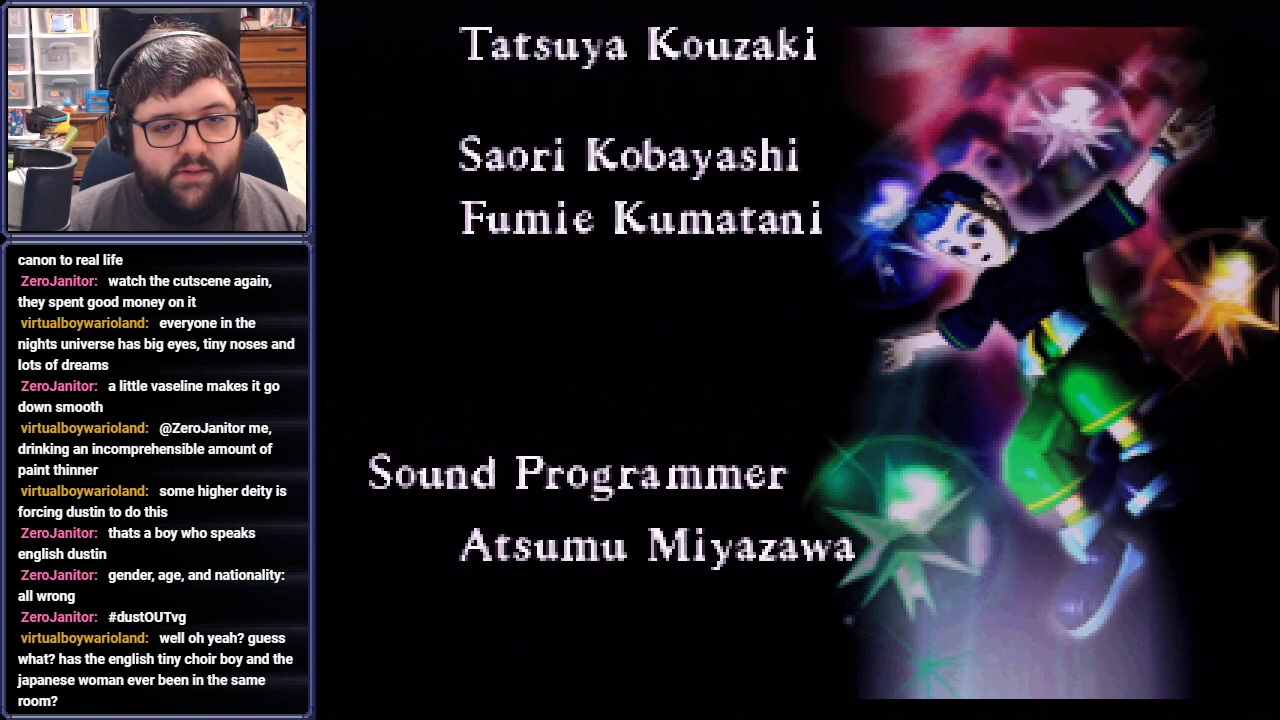 canon to real life
ZeroJanitor: watch the cutscene again,
they spent good money on it
virtualboywarioland: everyone in the
nights universe has big eyes, tiny noses and
lots of dreams
ZeroJanitor: a little vaseline makes it go
down smooth
virtualboywarioland: @ZeroJanitor me,
drinking an incomprehensible amount of
paint thinner
virtualboywarioland: some higher deity is
forcing dustin to do this
ZeroJanitor: thats a boy who speaks
english dustin
ZeroJanitor: gender, age, and nationality:
all wrong
ZeroJanitor: #dustOUTvg
virtualboywarioland: well oh yeah? guess
what? has the english tiny choir boy and the
japanese woman ever been in the same
room?
Tatsuya Kouzaki
Saori Kobayashi
Fumie Kumatani
Sound Programmer
Atsumu Miyazawa